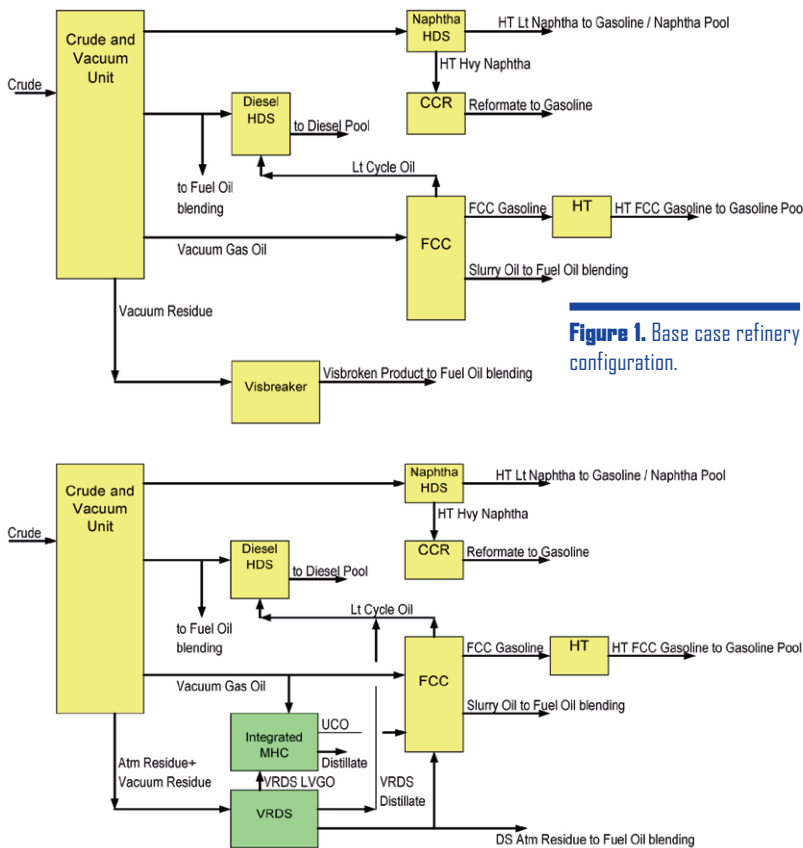 Crude and
Vacuum
Unit
Crude
Naphtha
HDS
HT Lt Naphtha to Gasoline / Naphtha Pool
HT Hvy Naphtha
CCR
Reformate to Gasoline
Diesel
HDS
to Diesel Pool
to Fuel Oil
blending
Lt Cycle Oil
Vacuum Gas Oil
FCC
FCC Gasoline
HT
HT FCC Gasoline to Gasoline Poo
Slurry Oil to Fuel Oil blending
Vacuum Residue
Visbreaker
Visbroken Product to Fuel Oil blending
Figure 1. Base case refinery
configuration.
Crude and
Vacuum
Unit
Crude
Naphtha
HDS
HT Lt Naphtha to Gasoline / Naphtha Pool
HT Hvy Naphtha
CCR
Reformate to Gasoline
Diesel
HDS
to Diesel Pool
to Fuel Oil
blending
Lt Cycle Oil
Vacuum Gas Oil
FCC
FCC Gasoline
HT
HT FCC Gasoline to Gasoline Pool
Slurry Oil to Fuel Oil blending
Integrated
MHC
UCO
Distillate
Atm Residue+
Vacuum Residue
VRDS LVGO
VRDS
Distillate
VRDS
DS Atm Residue to Fuel Oil blending